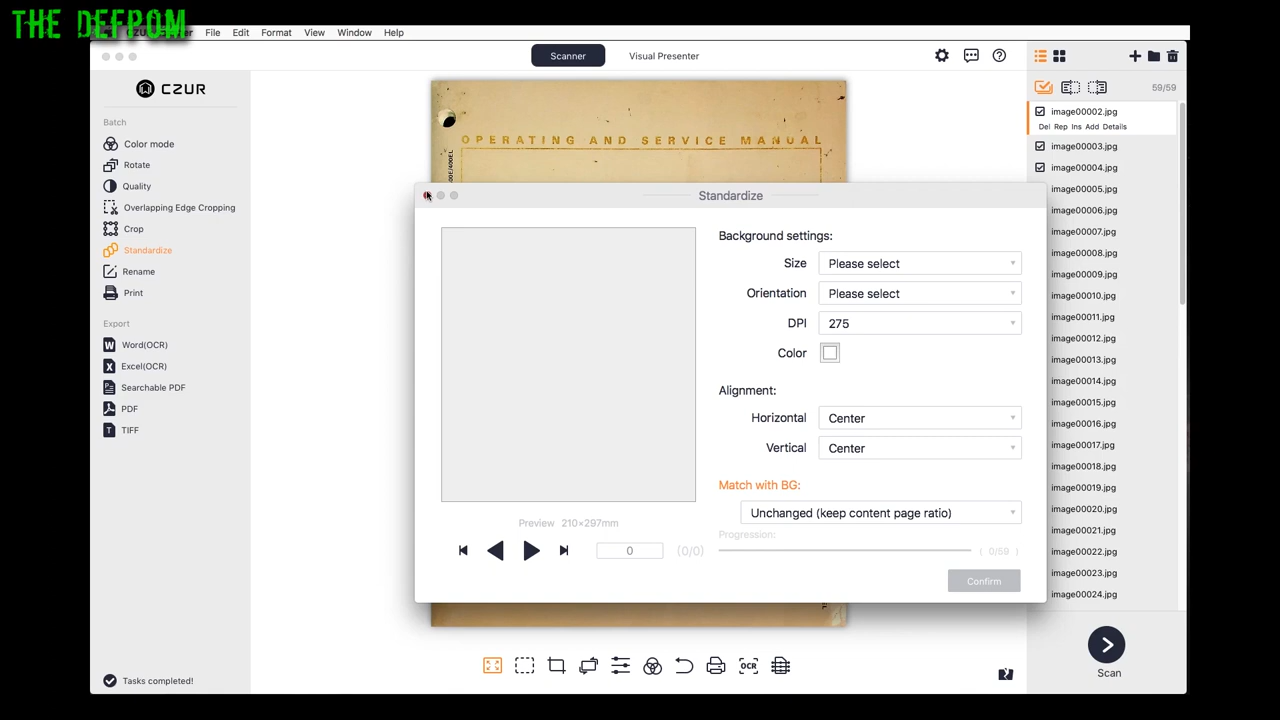 THE DEFPOM
File Edit Format View Window Help
Scanner Visual Presenter
CZUR
59/59
Batch
Color mode
Rotate
Quality
Overlapping Edge Cropping
Crop
Standardize
Rename
Print
Export
Word(OCR)
Excel(OCR)
Searchable PDF
PDF
TIFF
Tasks completed!
OPERATING AND SERVICE MANUAL
400E/400EL
Standardize
Background settings:
Size Please select
Orientation Please select
DPI 275
Color
Alignment:
Horizontal Center
Vertical Center
Match with BG:
Unchanged (keep content page ratio)
Progression:
( 0/59 )
Confirm
Preview 210×297mm
0 (0/0)
OCR
image00002.jpg
Del Rep Ins Add Details
image00003.jpg
image00004.jpg
image00005.jpg
image00006.jpg
image00007.jpg
image00008.jpg
image00009.jpg
image00010.jpg
image00011.jpg
image00012.jpg
image00013.jpg
image00014.jpg
image00015.jpg
image00016.jpg
image00017.jpg
image00018.jpg
image00019.jpg
image00020.jpg
image00021.jpg
image00022.jpg
image00023.jpg
image00024.jpg
Scan